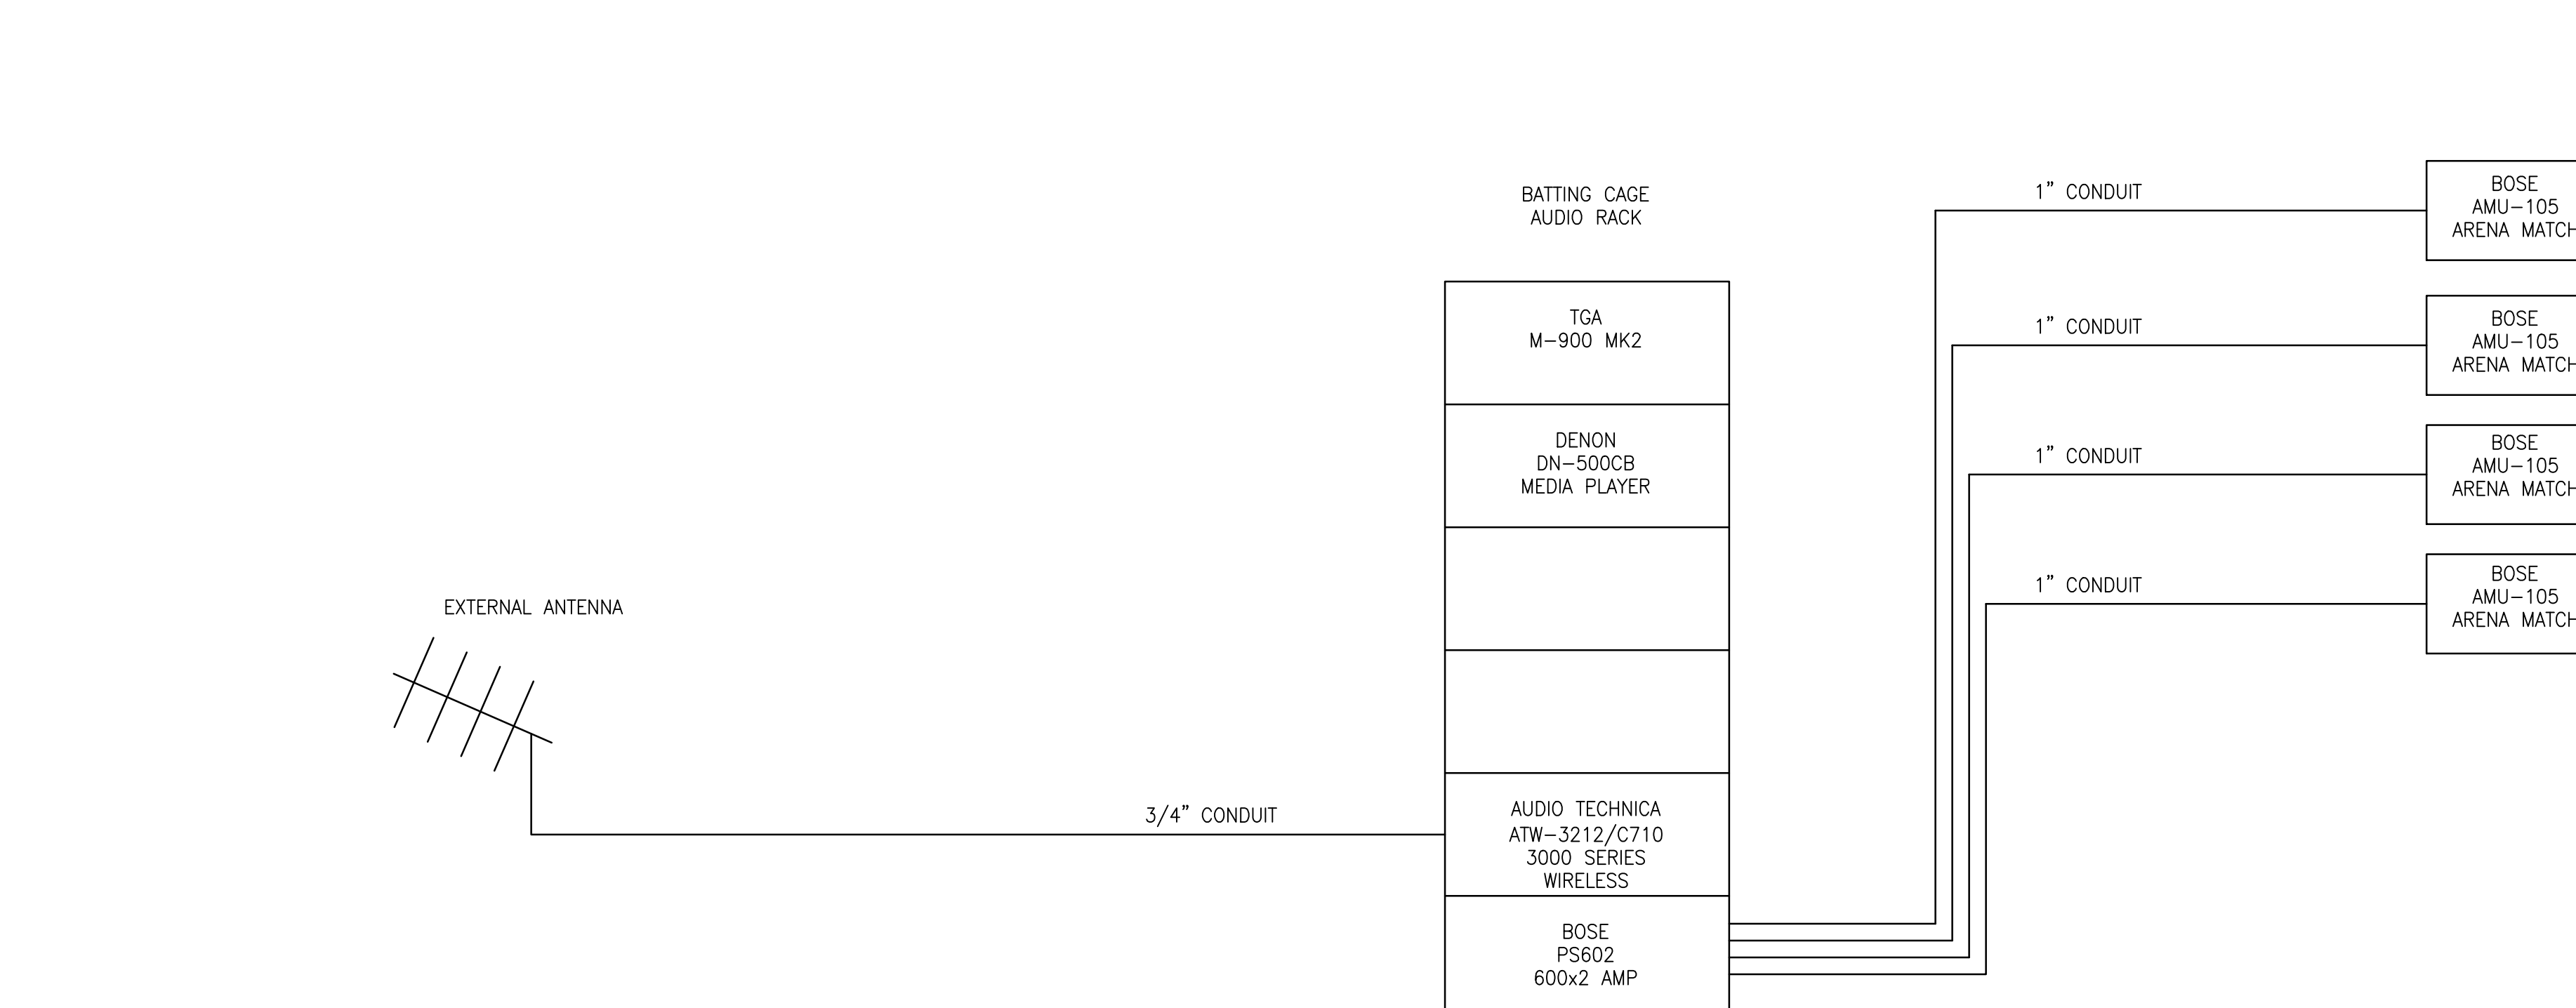 BATTING CAGE
AUDIO RACK
TGA
M-900 MK2
DENON
DN-500CB
MEDIA PLAYER
AUDIO TECHNICA
ATW-3212/C710
3000 SERIES
WIRELESS
BOSE
PS602
600x2 AMP
EXTERNAL ANTENNA
3/4" CONDUIT
1" CONDUIT
BOSE
AMU-105
ARENA MATCH
1" CONDUIT
BOSE
AMU-105
ARENA MATCH
1" CONDUIT
BOSE
AMU-105
ARENA MATCH
1" CONDUIT
BOSE
AMU-105
ARENA MATCH